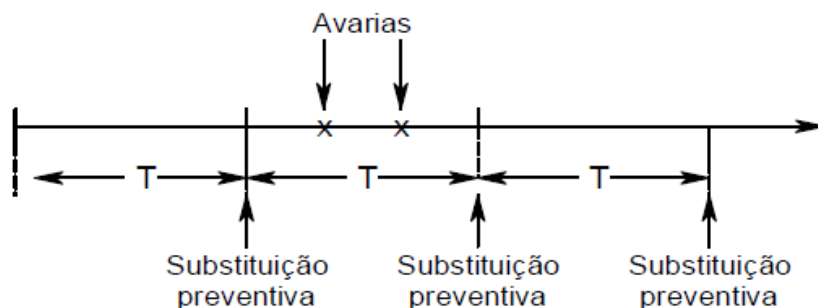 Avarias
x x
T T T
Substituição Substituição Substituição
preventiva preventiva preventiva